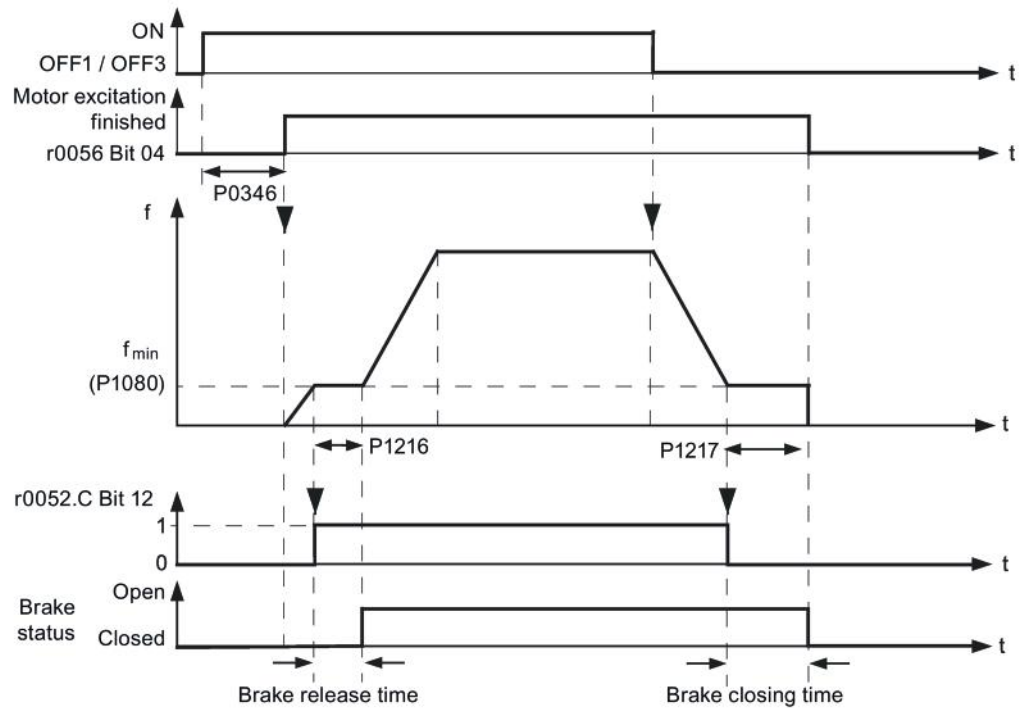 ON
OFF1 / OFF3
t
Motor excitation
finished
r0056 Bit 04
t
P0346
f
fmin
(P1080)
t
P1216
P1217
r0052.C Bit 12
1
0
t
Open
Brake
status
Closed
t
Brake release time
Brake closing time